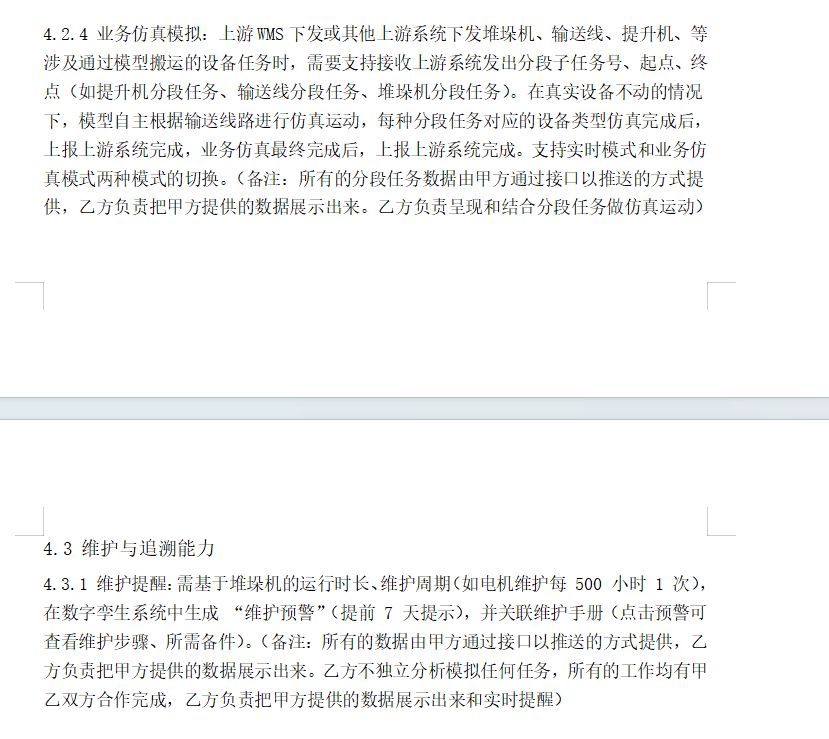 4.2.4 业务仿真模拟：上游WMS 下发或其他上游系统下发堆垛机、输送线、提升机、等
涉及通过模型搬运的设备任务时，需要支持接收上游系统发出分段子任务号、起点、终
点（如提升机分段任务、输送线分段任务、堆垛机分段任务）。在真实设备不动的情况
下，模型自主根据输送线路进行仿真运动，每种分段任务对应的设备类型仿真完成后，
上报上游系统完成，业务仿真最终完成后，上报上游系统完成。支持实时模式和业务仿
真模式两种模式的切换。（备注：所有的分段任务数据由甲方通过接口以推送的方式提
供，乙方负责把甲方提供的数据展示出来。乙方负责呈现和结合分段任务做仿真运动）
4.3 维护与追溯能力
4.3.1 维护提醒：需基于堆垛机的运行时长、维护周期（如电机维护每 500 小时 1 次），
在数字孪生系统中生成 “维护预警”（提前 7 天提示），并关联维护手册（点击预警可
查看维护步骤、所需备件）。（备注：所有的数据由甲方通过接口以推送的方式提供，乙
方负责把甲方提供的数据展示出来。乙方不独立分析模拟任何任务，所有的工作均有甲
乙双方合作完成，乙方负责把甲方提供的数据展示出来和实时提醒）